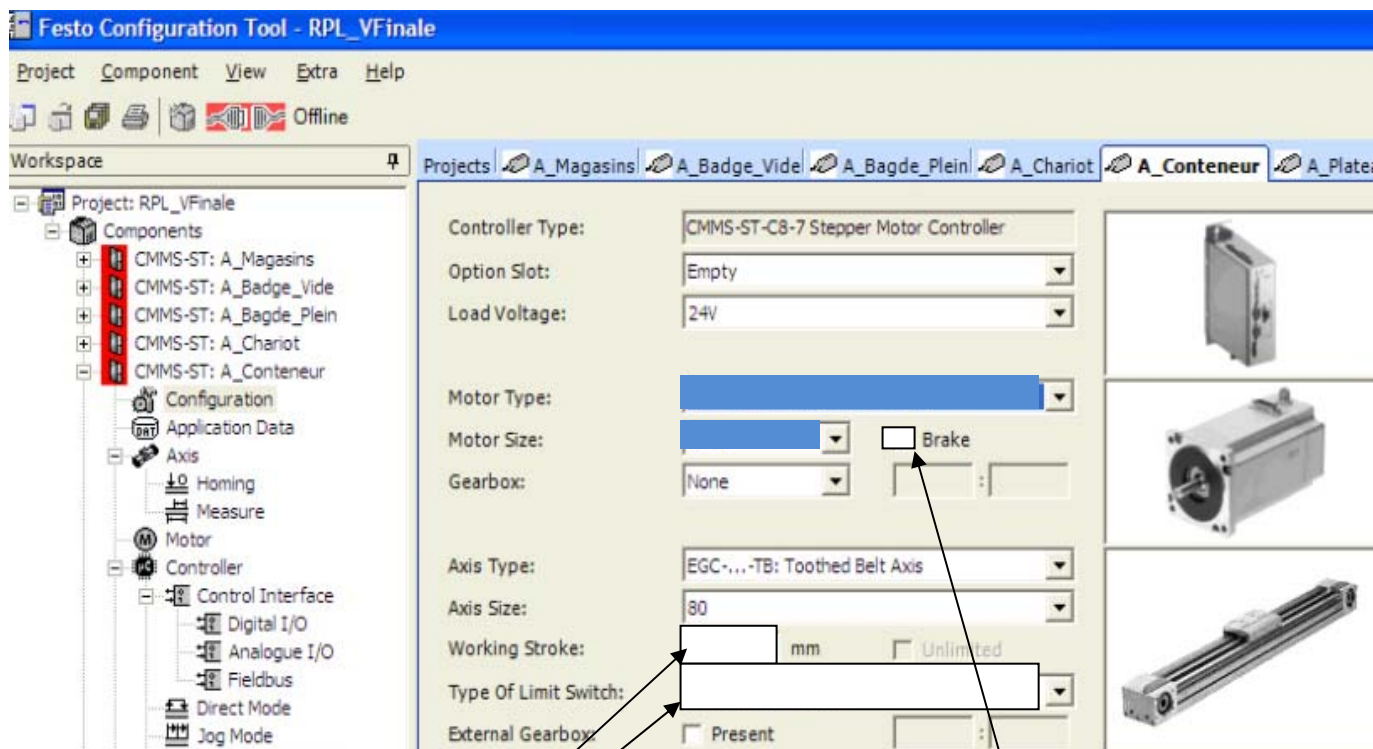 Festo Configuration Tool - RPL_VFinale
Project Component View Extra Help
Offline
Workspace
Projects A_Magasins A_Badge_Vide A_Bagde_Plein A_Chariot A_Conteneur A_Platea
Project: RPL_VFinale
Components
CMMS-ST: A_Magasins
CMMS-ST: A_Badge_Vide
CMMS-ST: A_Bagde_Plein
CMMS-ST: A_Chariot
CMMS-ST: A_Conteneur
Configuration
DAT Application Data
Axis
Homing
Measure
M Motor
Controller
Control Interface
Digital I/O
Analogue I/O
Fieldbus
Direct Mode
Jog Mode
Controller Type: CMMS-ST-C8-7 Stepper Motor Controller
Option Slot: Empty
Load Voltage: 24V
Motor Type:
Motor Size: Brake
Gearbox: None :
Axis Type: EGC-...-TB: Toothed Belt Axis
Axis Size: 80
Working Stroke: mm Unlimited
Type Of Limit Switch:
External Gearbox: Present :